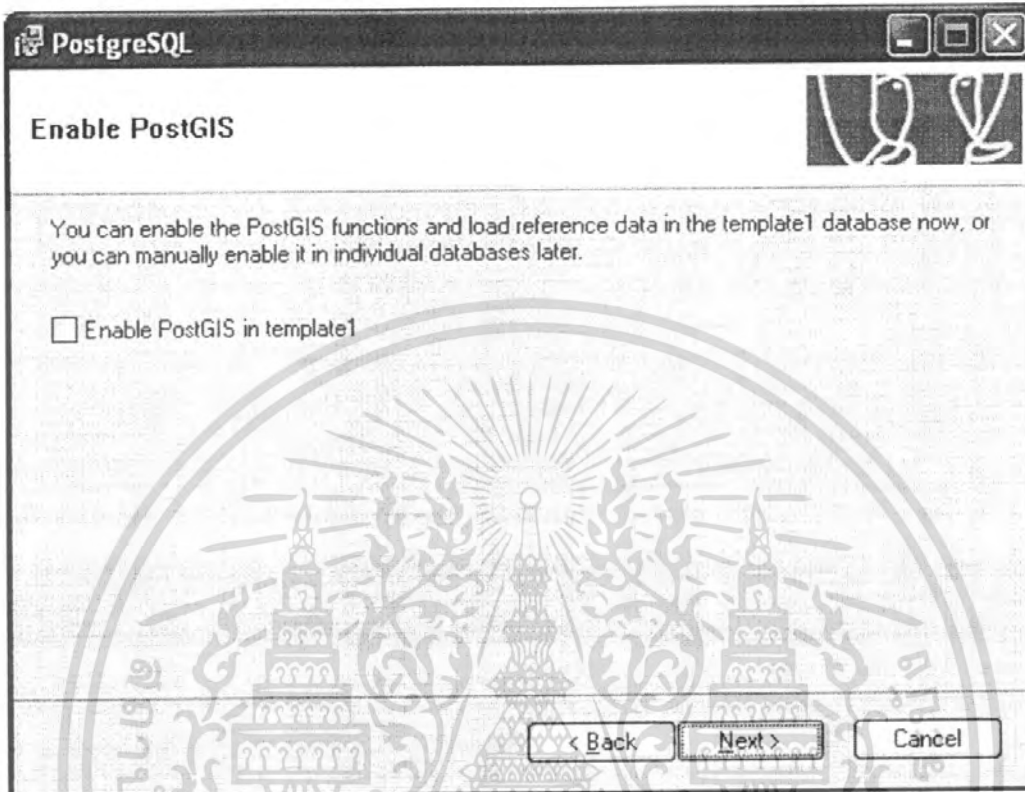 PostgreSQL
Enable PostGIS
You can enable the PostGIS functions and load reference data in the template1 database now, or
you can manually enable it in individual databases later.
Enable PostGIS in template1
< Back
Next >
Cancel